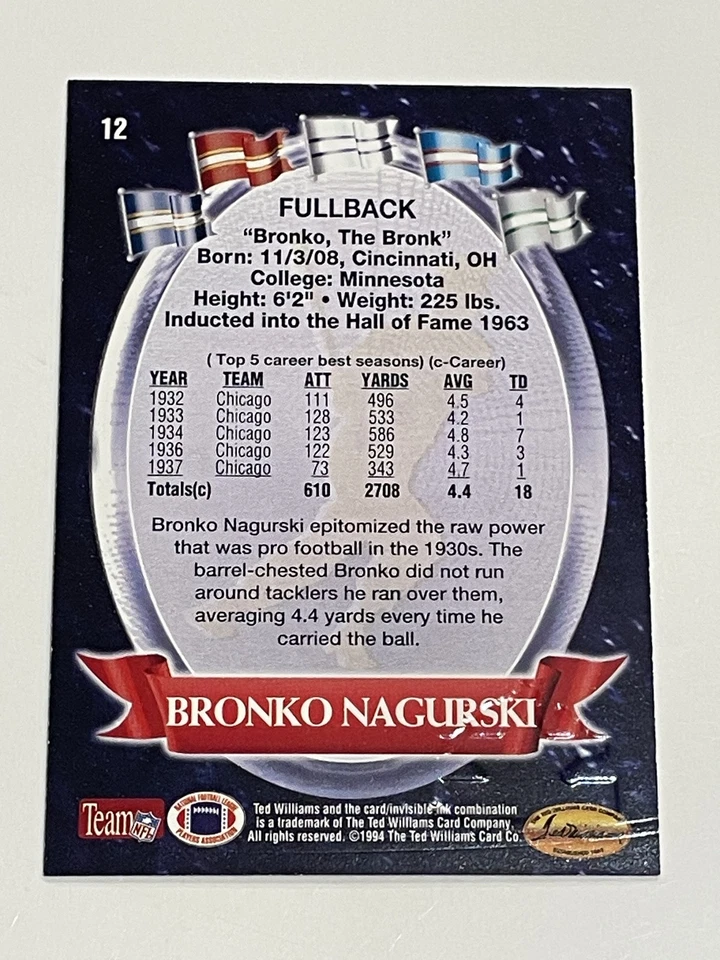 12
FULLBACK
"Bronko, The Bronk"
Born: 11/3/08, Cincinnati, OH
College: Minnesota
Height: 6'2" • Weight: 225 lbs.
Inducted into the Hall of Fame 1963
( Top 5 career best seasons) (c-Career)
YEAR TEAM ATT YARDS AVG TD
1932 Chicago 111 496 4.5 4
1933 Chicago 128 533 4.2 1
1934 Chicago 123 586 4.8 7
1936 Chicago 122 529 4.3 3
1937 Chicago 73 343 4.7 1
Totals(c) 610 2708 4.4 18
Bronko Nagurski epitomized the raw power
that was pro football in the 1930s. The
barrel-chested Bronko did not run
around tacklers he ran over them,
averaging 4.4 yards every time he
carried the ball.
BRONKO NAGURSKI
Team NFL
NATIONAL FOOTBALL LEAGUE
PLAYERS ASSOCIATION
Ted Williams and the card/invisible ink combination
is a trademark of The Ted Williams Card Company.
All rights reserved. ©1994 The Ted Williams Card Co.